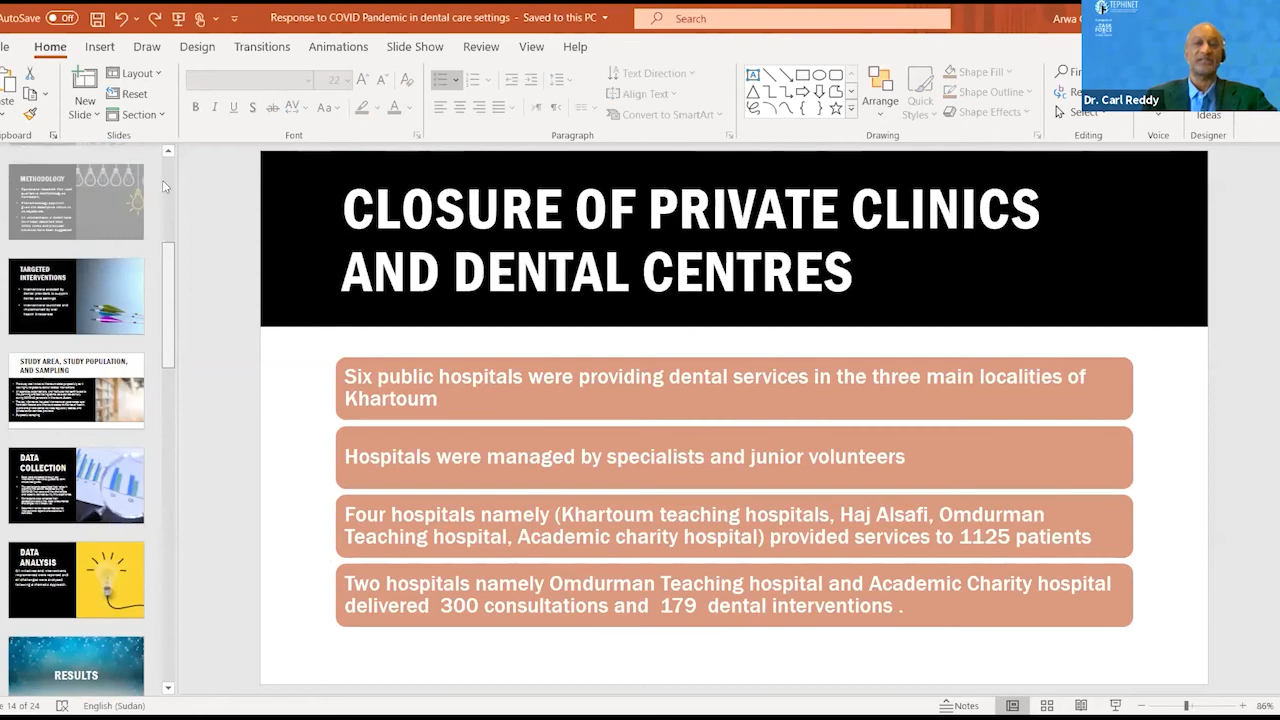 AutoSave Off
Response to COVID Pandemic in dental care settings - Saved to this PC
Search
Arwa
TEPHINET
Dr. Carl Reddy
Home Insert Draw Design Transitions Animations Slide Show Review View Help
New
Slide
Layout
Reset
Section
22
Text Direction
Align Text
Convert to SmartArt
Arrange
Quick
Styles
Shape Fill
Shape Outline
Shape Effects
Select
Ideas
Slides
Font
Paragraph
Drawing
Editing
Voice
Designer
METHODOLOGY
TARGETED
INTERVENTIONS
STUDY AREA, STUDY POPULATION,
AND SAMPLING
DATA
COLLECTION
DATA
ANALYSIS
RESULTS
CLOSURE OF PRIVATE CLINICS
AND DENTAL CENTRES
Six public hospitals were providing dental services in the three main localities of
Khartoum
Hospitals were managed by specialists and junior volunteers
Four hospitals namely (Khartoum teaching hospitals, Haj Alsafi, Omdurman
Teaching hospital, Academic charity hospital) provided services to 1125 patients
Two hospitals namely Omdurman Teaching hospital and Academic Charity hospital
delivered 300 consultations and 179 dental interventions .
14 of 24
English (Sudan)
Notes
86%